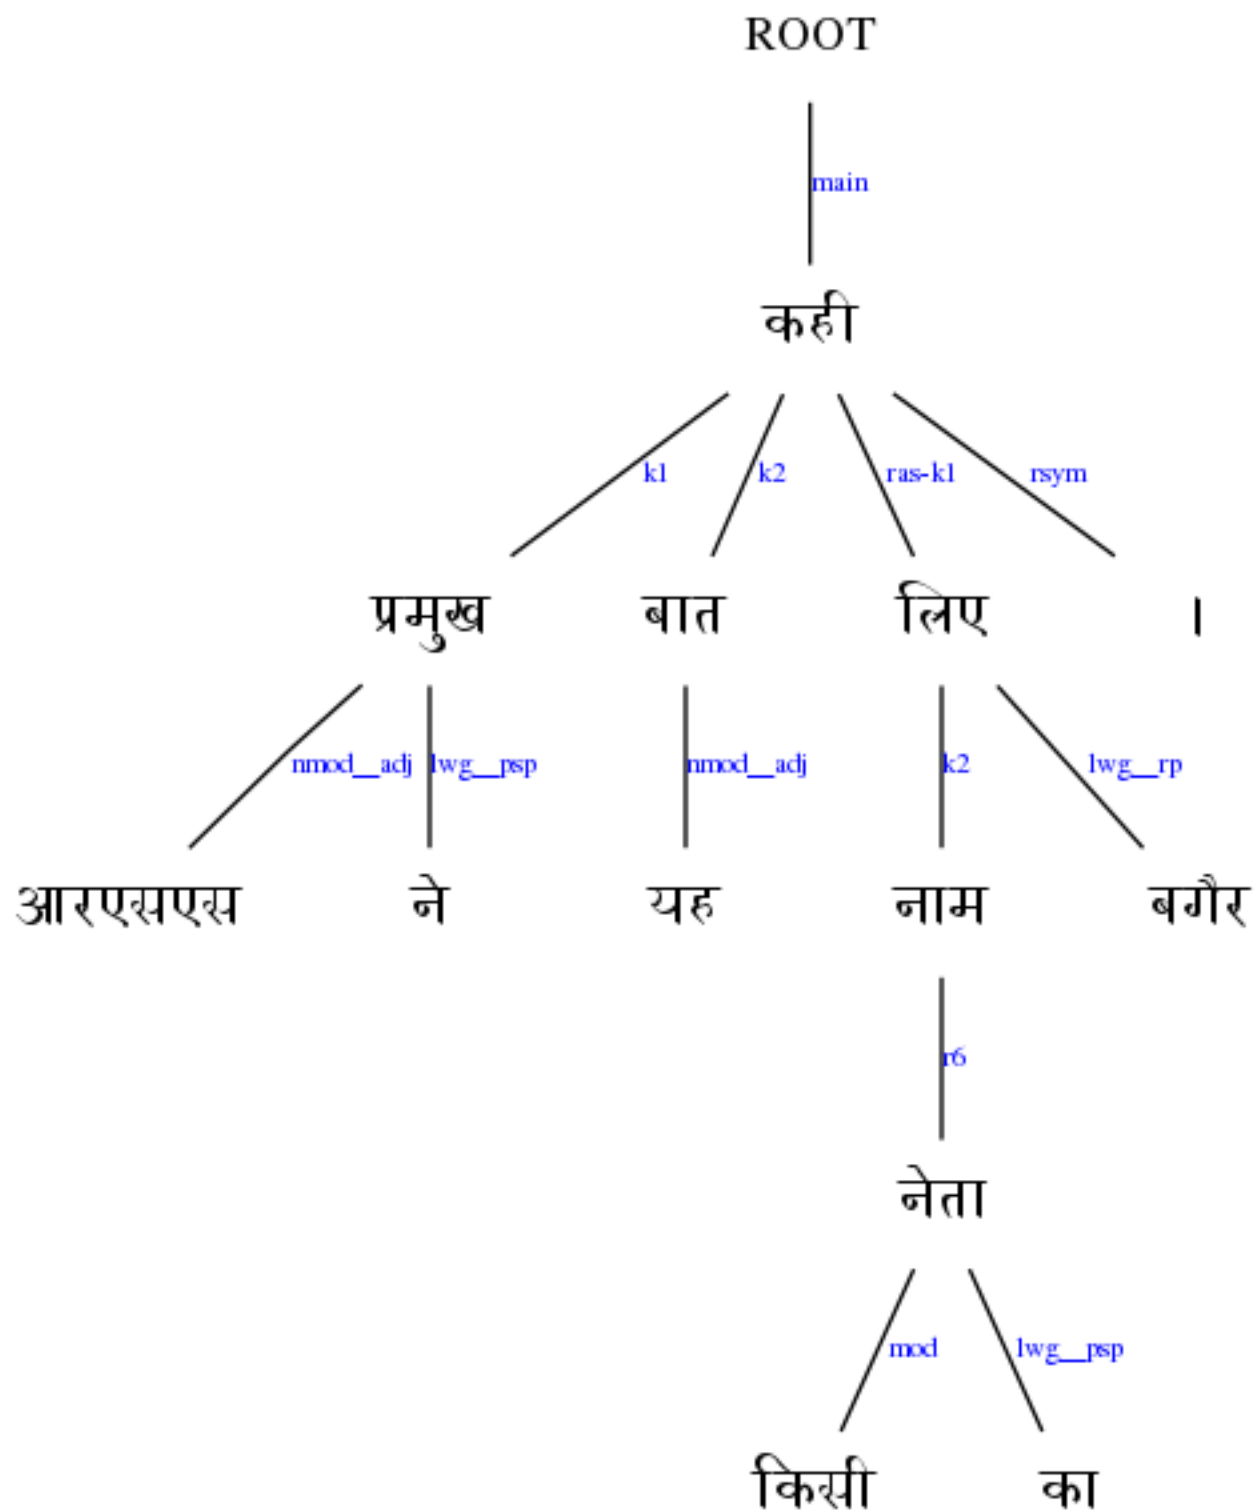 ROOT
main
कही
k1 k2 ras-k1 rsym
प्रमुख बात लिए ।
nmod__adj lwg__psp nmod__adj k2 lwg__rp
आरएसएस ने यह नाम बगैर
r6
नेता
mod lwg__psp
किसी का